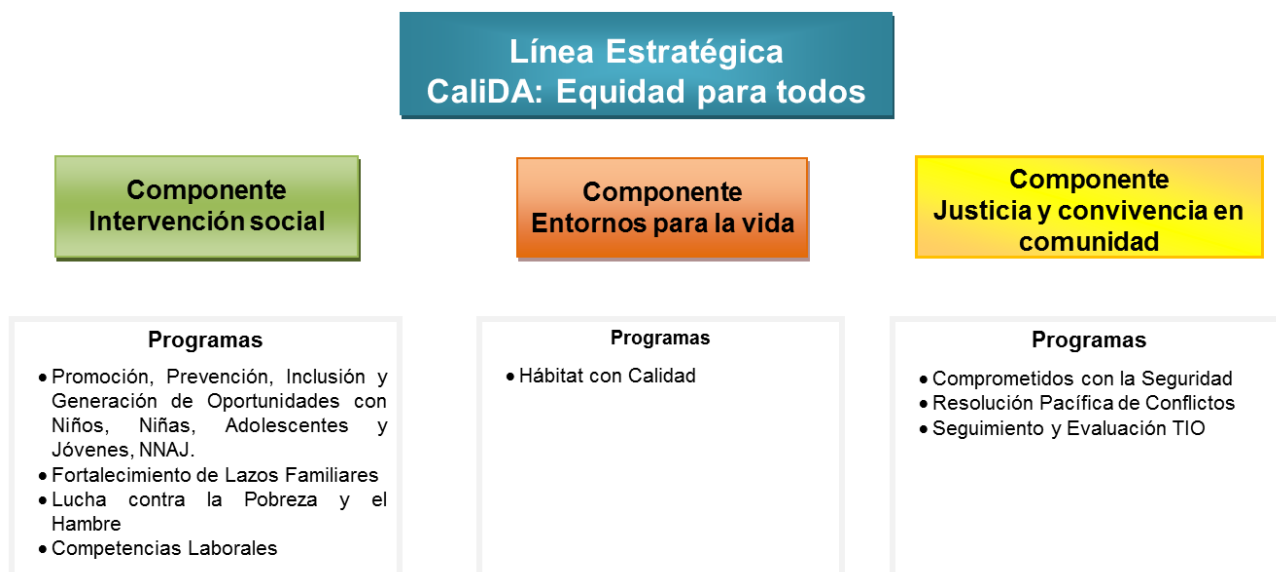 Línea Estratégica
CaliDA: Equidad para todos
Componente
Intervención social
Componente
Entornos para la vida
Componente
Justicia y convivencia en
comunidad
Programas
• Promoción, Prevención, Inclusión y
Generación de Oportunidades con
Niños, Niñas, Adolescentes y
Jóvenes, NNAJ.
• Fortalecimiento de Lazos Familiares
• Lucha contra la Pobreza y el
Hambre
• Competencias Laborales
Programas
• Hábitat con Calidad
Programas
• Comprometidos con la Seguridad
• Resolución Pacífica de Conflictos
• Seguimiento y Evaluación TIO